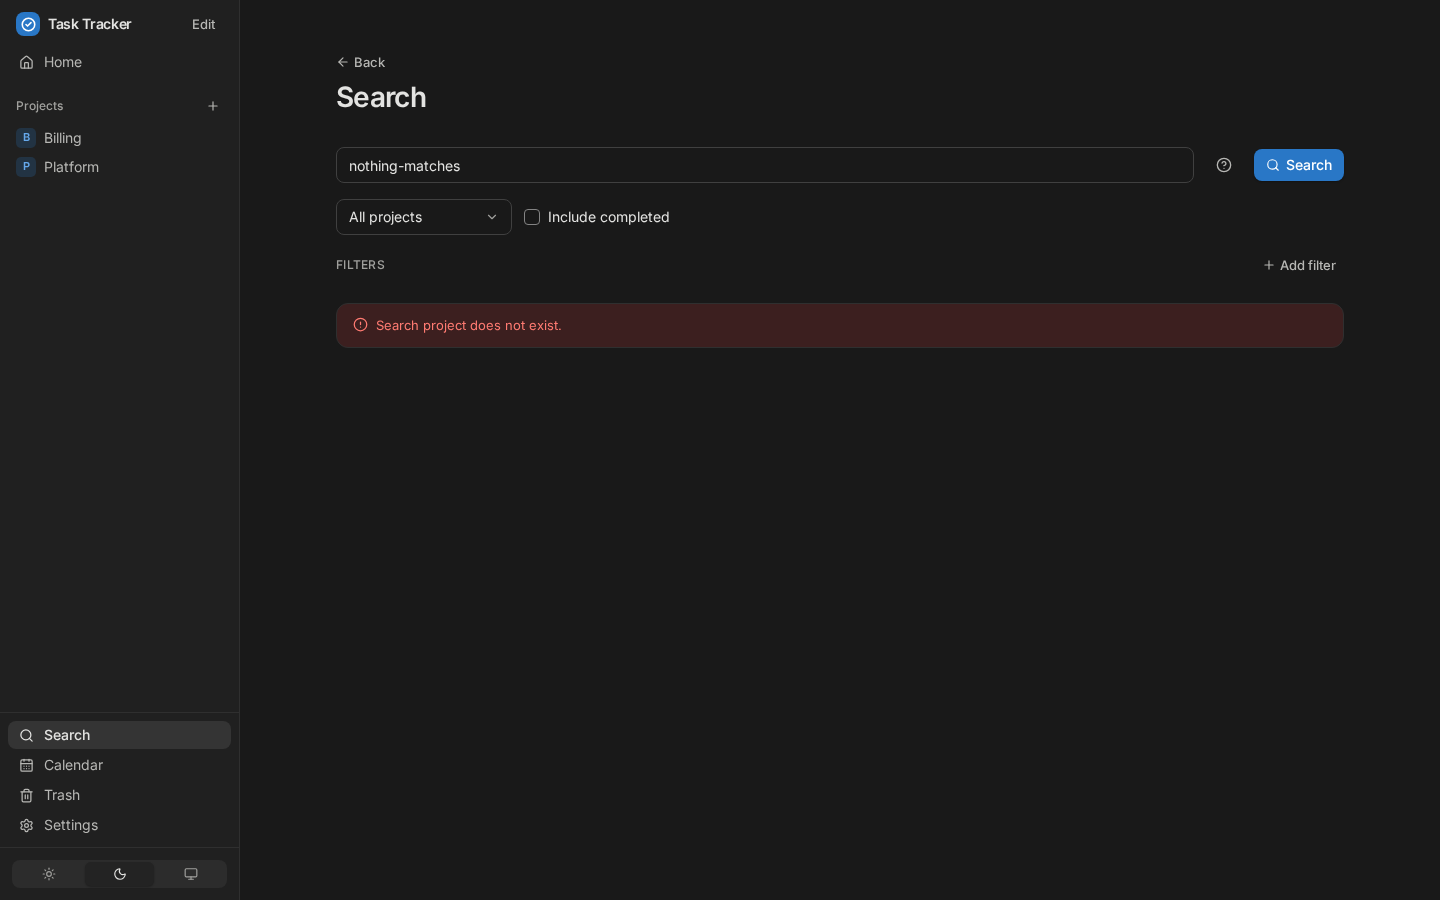 Task Tracker
Edit
Home
Projects
B Billing
P Platform
Search
Calendar
Trash
Settings
Back
Search
nothing-matches
Search
All projects
Include completed
FILTERS
Add filter
Search project does not exist.